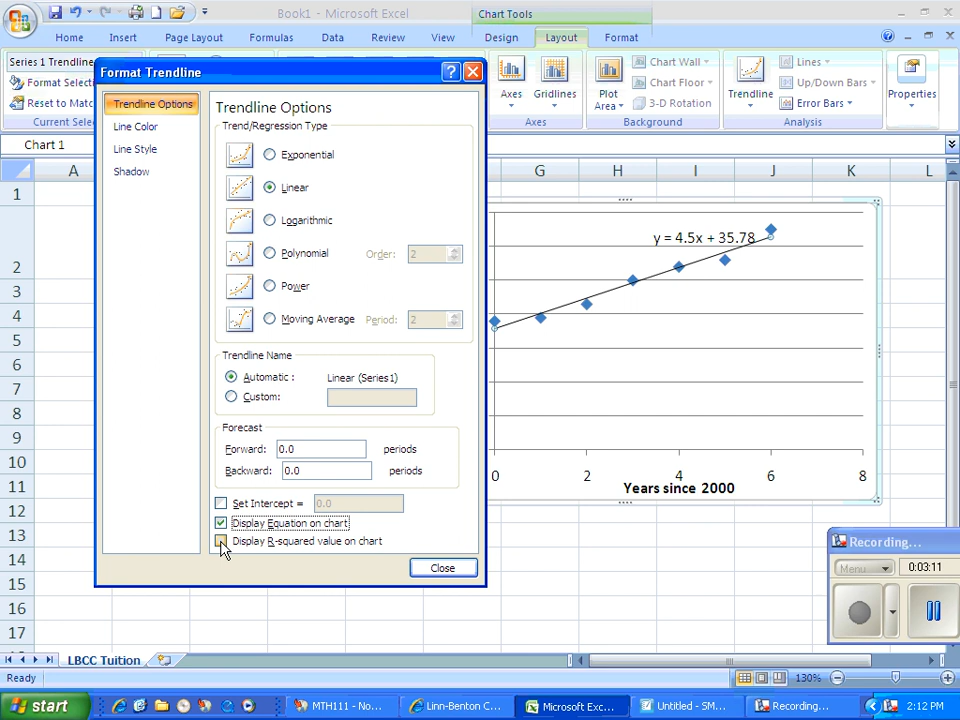 Book1 - Microsoft Excel
Chart Tools
Home Insert Page Layout Formulas Data Review View Design Layout Format
Series 1 Trendline
Format Selec
Reset to Matc
Current Sele
Axes
Gridlines
Axes
Plot Area
Chart Wall
Chart Floor
3-D Rotation
Background
Trendline
Lines
Up/Down Bars
Error Bars
Analysis
Properties
Chart 1
Format Trendline
Trendline Options
Line Color
Line Style
Shadow
Trendline Options
Trend/Regression Type
Exponential
Linear
Logarithmic
Polynomial Order: 2
Power
Moving Average Period: 2
Trendline Name
Automatic : Linear (Series1)
Custom:
Forecast
Forward: 0.0 periods
Backward: 0.0 periods
Set Intercept = 0.0
Display Equation on chart
Display R-squared value on chart
Close
A G H I J K L
1
2
3
4
5
6
7
8
9
10
11
12
13
14
15
16
17
y = 4.5x + 35.78
0 2 4 6 8
Years since 2000
Recording...
Menu 0:03:11
LBCC Tuition
Ready
130%
start
MTH111 - No...
Linn-Benton C...
Microsoft Exc...
Untitled - SM...
Recording...
2:12 PM